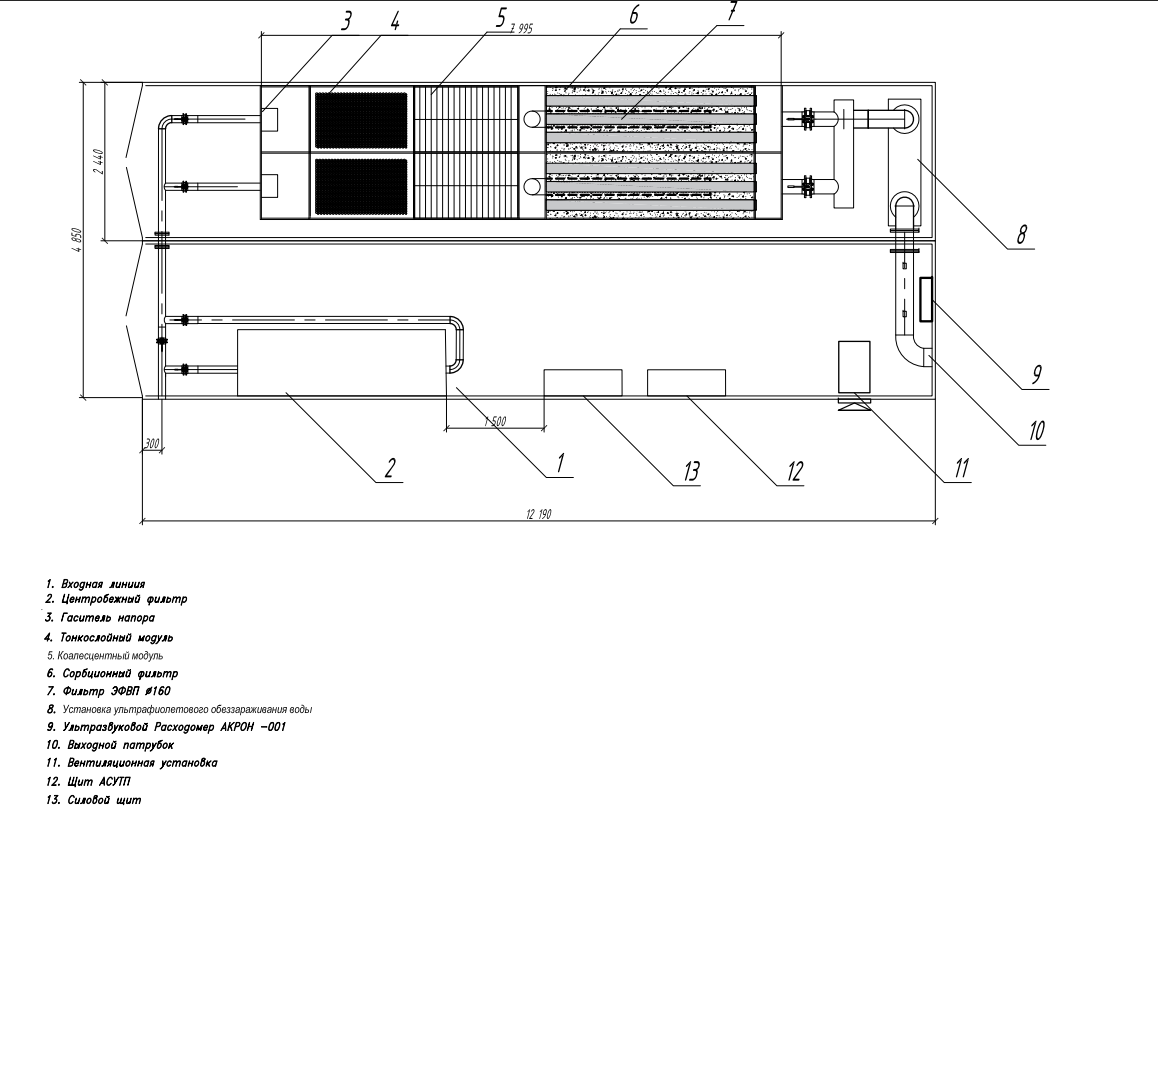 3
4
5
7 995
6
7
2 440
4 850
8
9
10
300
1 500
2
1
13
12
11
12 190
1. Входная линиия
2. Центробежный фильтр
3. Гаситель напора
4. Тонкослойный модуль
5. Коалесцентный модуль
6. Сорбционный фильтр
7. Фильтр ЭФВП ⌀160
8. Установка ультрафиолетового обеззараживания воды
9. Ультразвуковой Расходомер АКРОН -001
10. Выходной патрубок
11. Вентиляционная установка
12. Щит АСУТП
13. Силовой щит